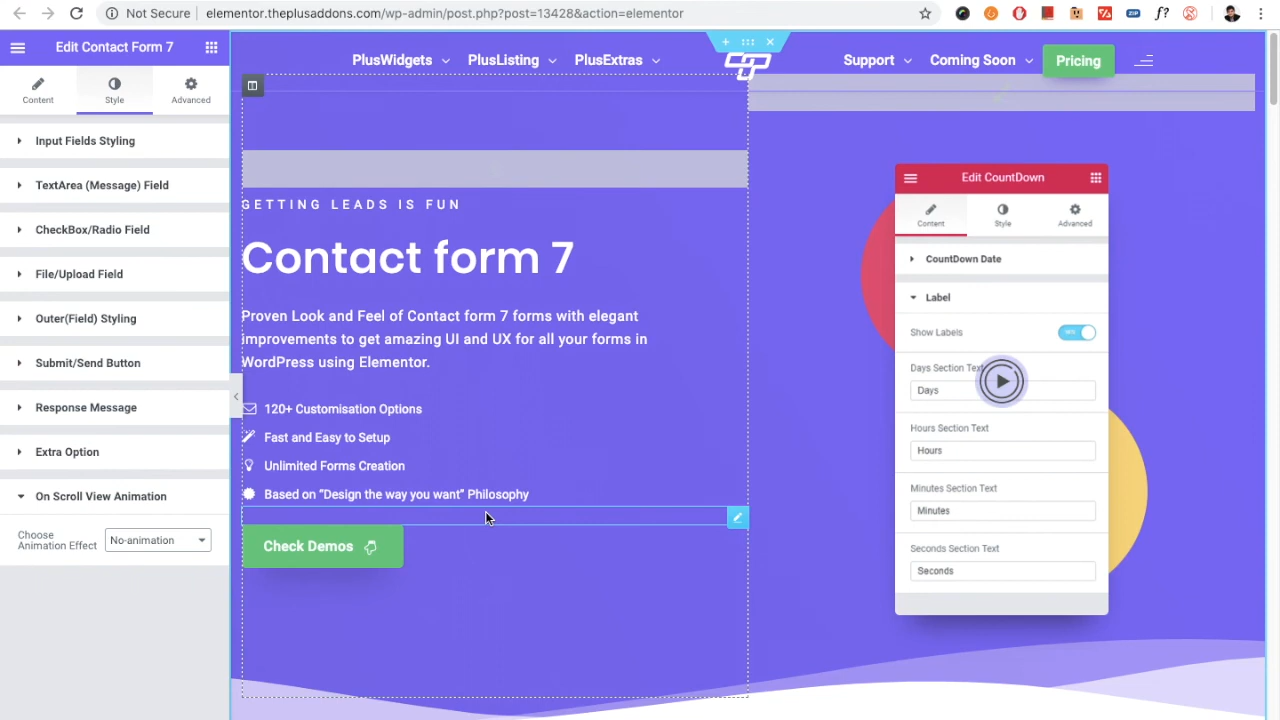 Not Secure
elementor.theplusaddons.com/wp-admin/post.php?post=13428&action=elementor
ZIP
f?
Edit Contact Form 7
Content
Style
Advanced
Input Fields Styling
TextArea (Message) Field
CheckBox/Radio Field
File/Upload Field
Outer(Field) Styling
Submit/Send Button
Response Message
Extra Option
On Scroll View Animation
Choose
Animation Effect
No-animation
PlusWidgets
PlusListing
PlusExtras
Support
Coming Soon
Pricing
GETTING LEADS IS FUN
Contact form 7
Proven Look and Feel of Contact form 7 forms with elegant
improvements to get amazing UI and UX for all your forms in
WordPress using Elementor.
120+ Customisation Options
Fast and Easy to Setup
Unlimited Forms Creation
Based on “Design the way you want” Philosophy
Check Demos
Edit CountDown
Content
Style
Advanced
CountDown Date
Label
Show Labels
Days Section Text
Days
Hours Section Text
Hours
Minutes Section Text
Minutes
Seconds Section Text
Seconds